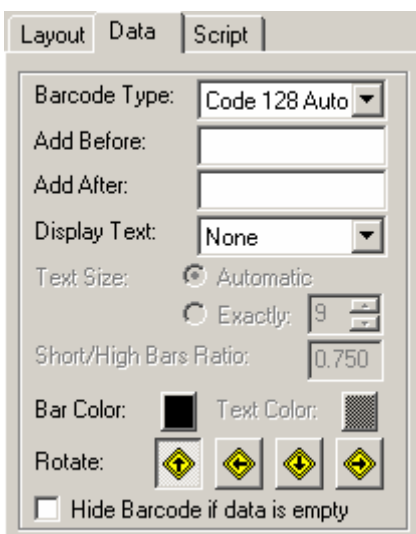 Layout Data Script
Barcode Type: Code 128 Auto
Add Before:
Add After:
Display Text: None
Text Size: Automatic
Exactly: 9
Short/High Bars Ratio: 0.750
Bar Color: Text Color:
Rotate:
Hide Barcode if data is empty